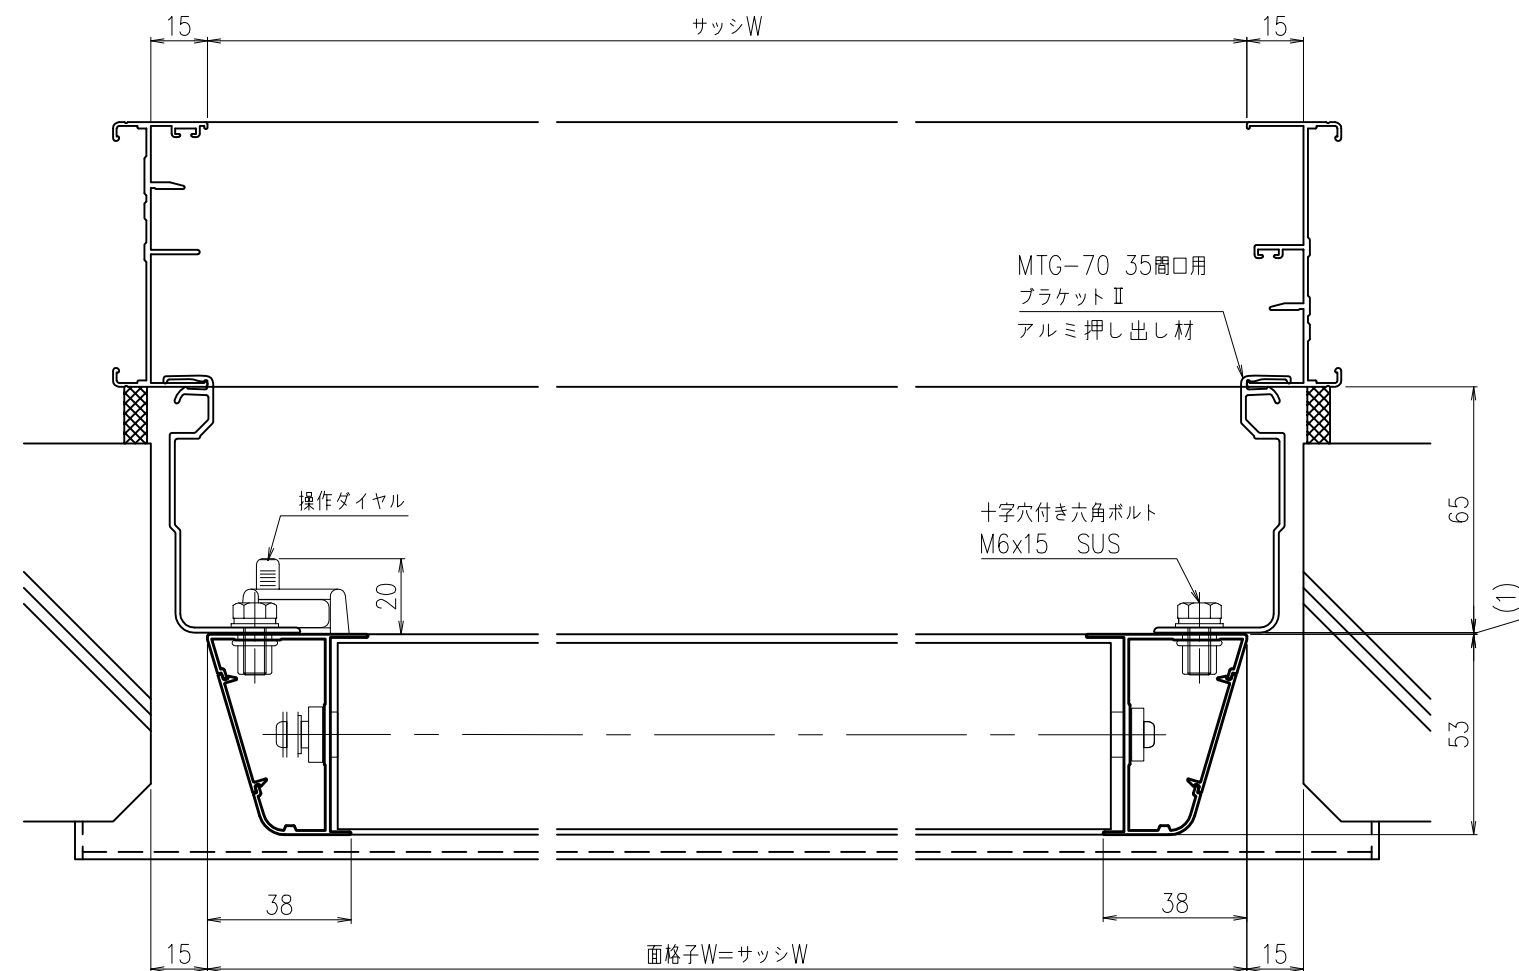 15
サッシW
15
MTG-70 35間口用
ブラケットⅡ
アルミ押し出し材
操作ダイヤル
十字穴付き六角ボルト
M6x15 SUS
65
20
(1)
53
38
38
15
面格子W=サッシW
15